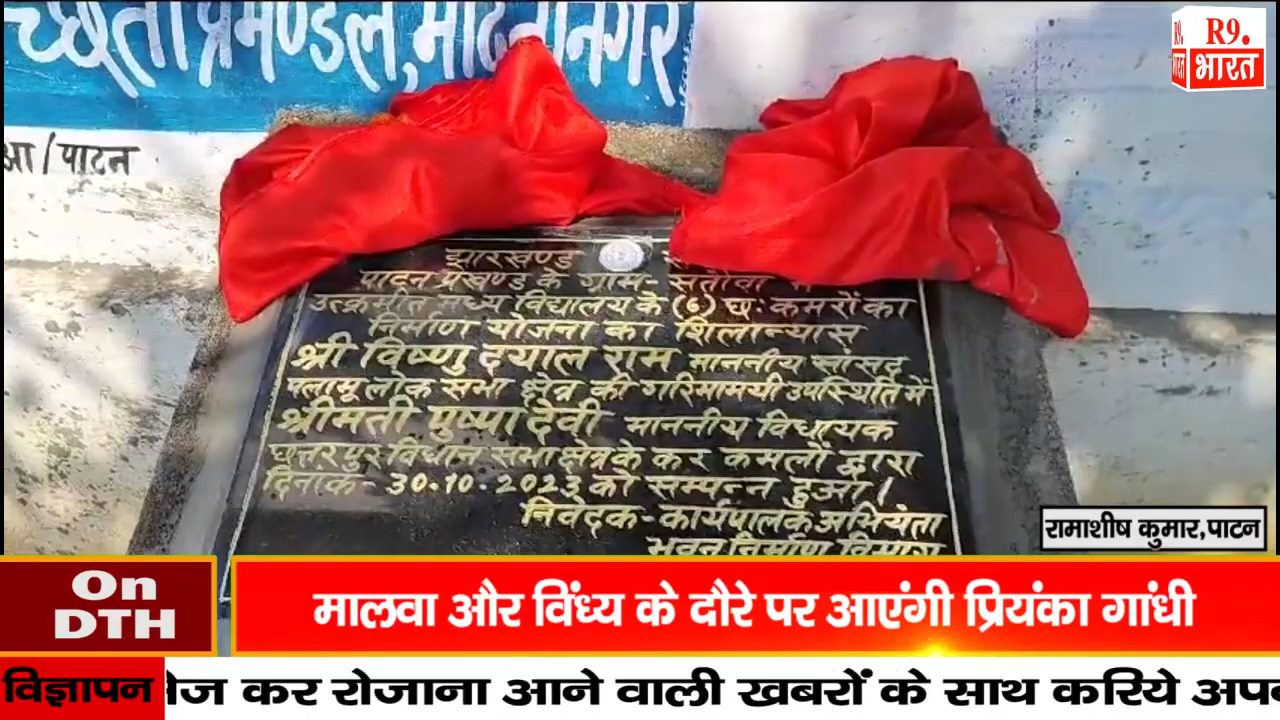 च्छता प्रमण्डल, मेदिनीनगर
आ/पाटन
R9.
भारत
झारखण्ड
पाटन प्रखण्ड के ग्राम- सतौवा
उत्क्रमीत मध्य विद्यालय के (6) छ: कमरों का
निर्माण योजना का शिलान्यास
श्री विष्णु दयाल राम माननीय सांसद
पलामू लोक सभा क्षेत्र की गरिमामयी उपस्थिति में
श्रीमती पुष्पा देवी माननीय विधायक
छत्तरपुर विधान सभा क्षेत्र के कर कमलो द्वारा
दिनांक- 30.10.2023 को सम्पन्न हुआ।
निवेदक- कार्यपालक अभियंता
भवन निर्माण विभाग
रामाशीष कुमार,पाटन
On
DTH
मालवा और विंध्य के दौरे पर आएंगी प्रियंका गांधी
विज्ञापन
कर रोजाना आने वाली खबरों के साथ करिये